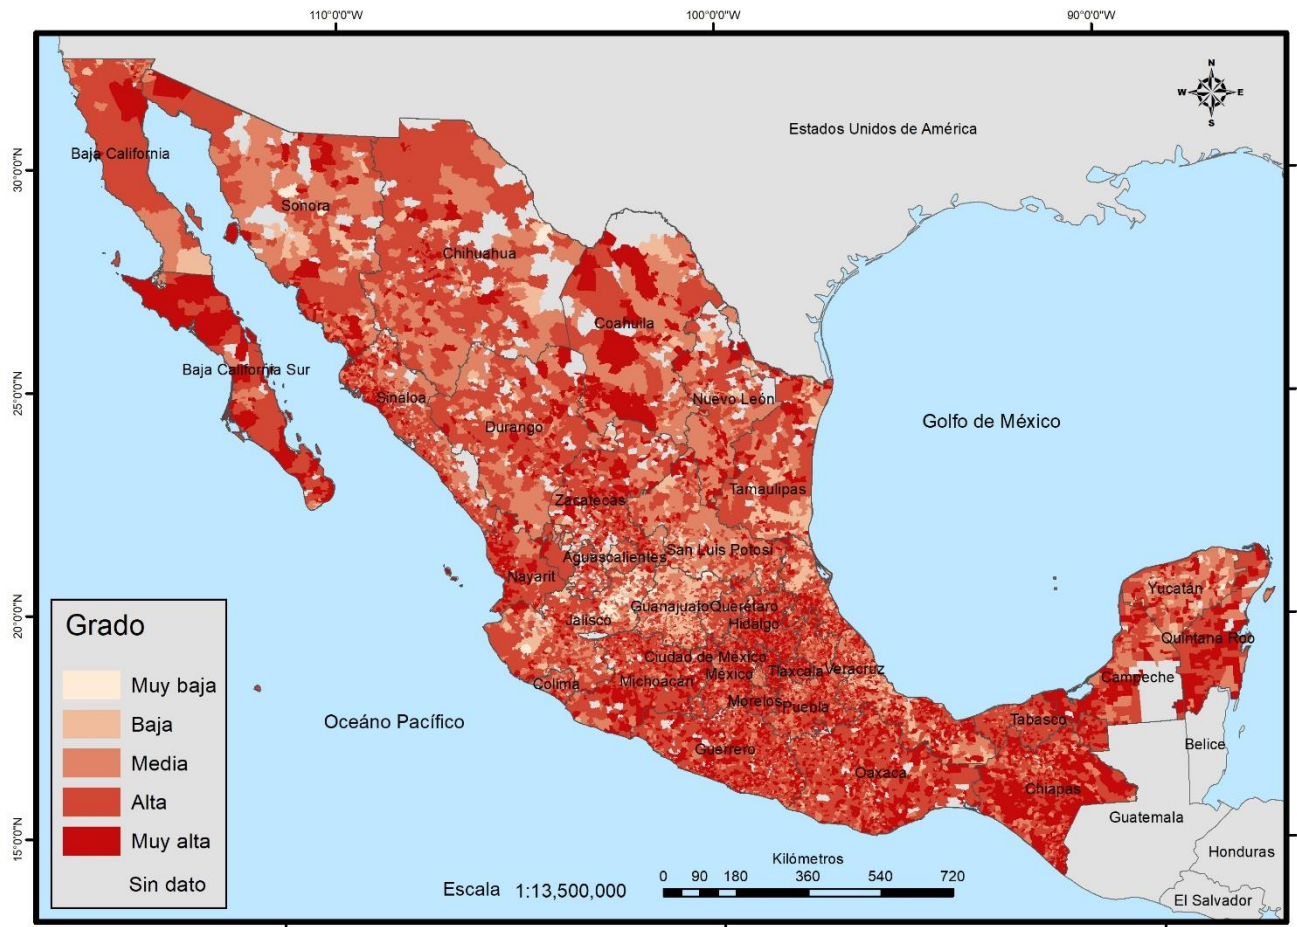 110°0'0"W
100°0'0"W
90°0'0"W
N
W
E
S
Estados Unidos de América
Baja California
30°0'0"N
Sonora
Chihuahua
Coahuila
Baja California Sur
25°0'0"N
Sinaloa
Nuevo León
Durango
Golfo de México
Tamaulipas
Zacatecas
San Luis Potosí
Aguascalientes
Nayarit
Yucatán
20°0'0"N
Guanajuato
Querétaro
Jalisco
Hidalgo
Quintana Roo
Ciudad de México
Tlaxcala
Veracruz
México
Campeche
Colima
Michoacán
Morelos
Puebla
Tabasco
Oceáno Pacífico
Guerrero
Belice
Oaxaca
Chiapas
Guatemala
15°0'0"N
Honduras
El Salvador
Grado
Muy baja
Baja
Media
Alta
Muy alta
Sin dato
Kilómetros
Escala 1:13,500,000
0 90 180 360 540 720